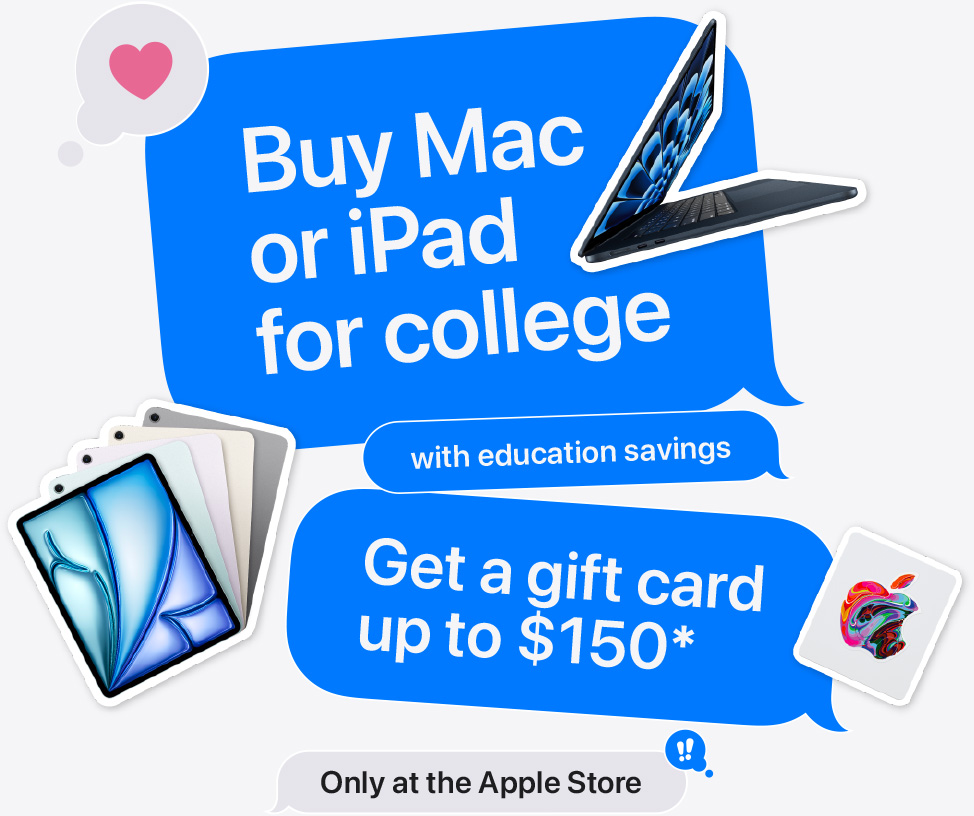 Buy Mac
or iPad
for college
with education savings
Get a gift card
up to $150*
Only at the Apple Store